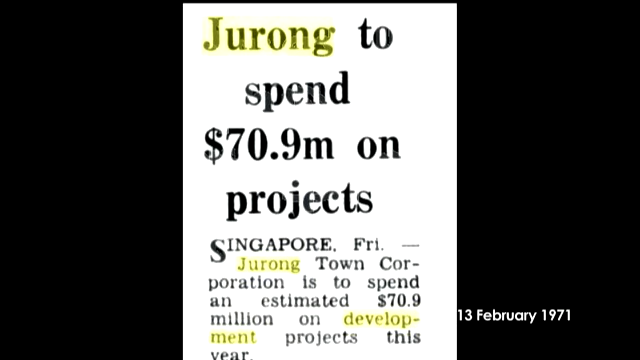 Jurong to
spend
$70.9m on
projects
SINGAPORE, Fri. —
Jurong Town Cor-
poration is to spend
an estimated $70.9
million on develop-
ment projects this
year.
13 February 1971